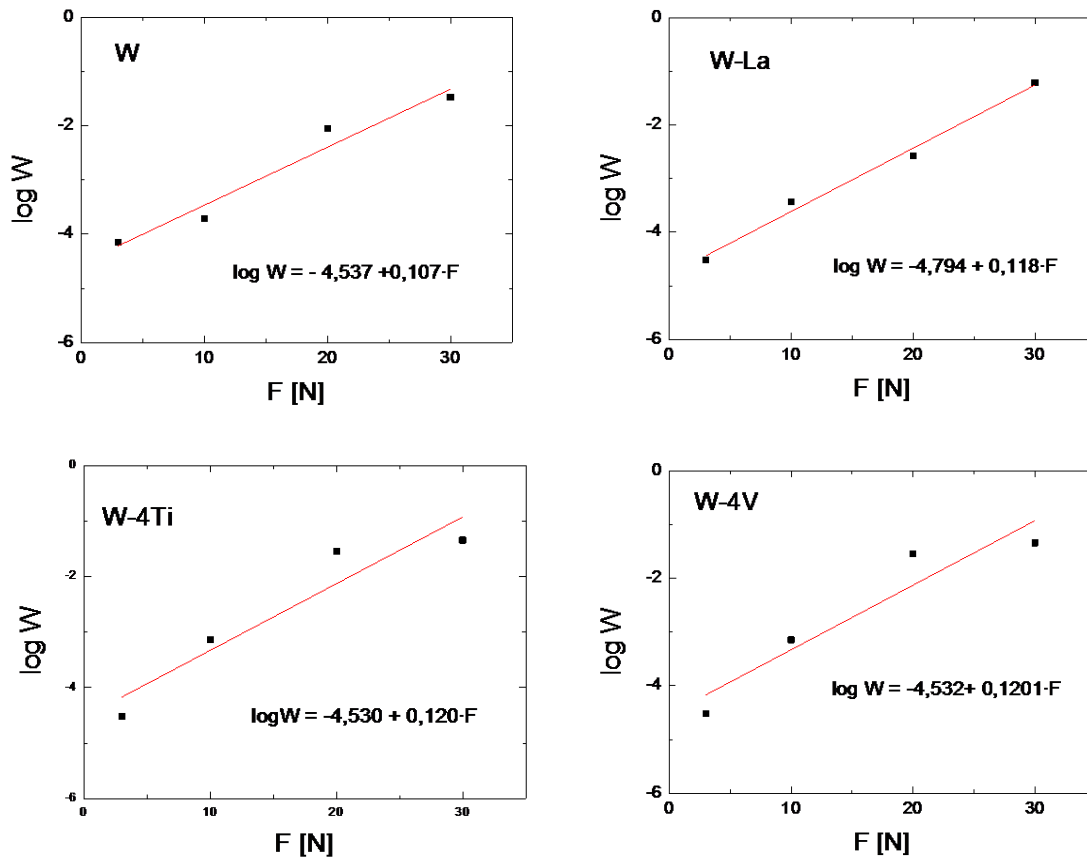 W
log W
0
-2
-4
-6
log W = - 4,537 +0,107·F
0
10
20
30
F [N]
W-La
log W
0
-2
-4
-6
log W = -4,794 + 0,118·F
0
10
20
30
F [N]
W-4Ti
log W
0
-2
-4
-6
logW = -4,530 + 0,120·F
0
10
20
30
F [N]
W-4V
log W
0
-2
-4
-6
log W = -4,532+ 0,1201·F
0
10
20
30
F [N]